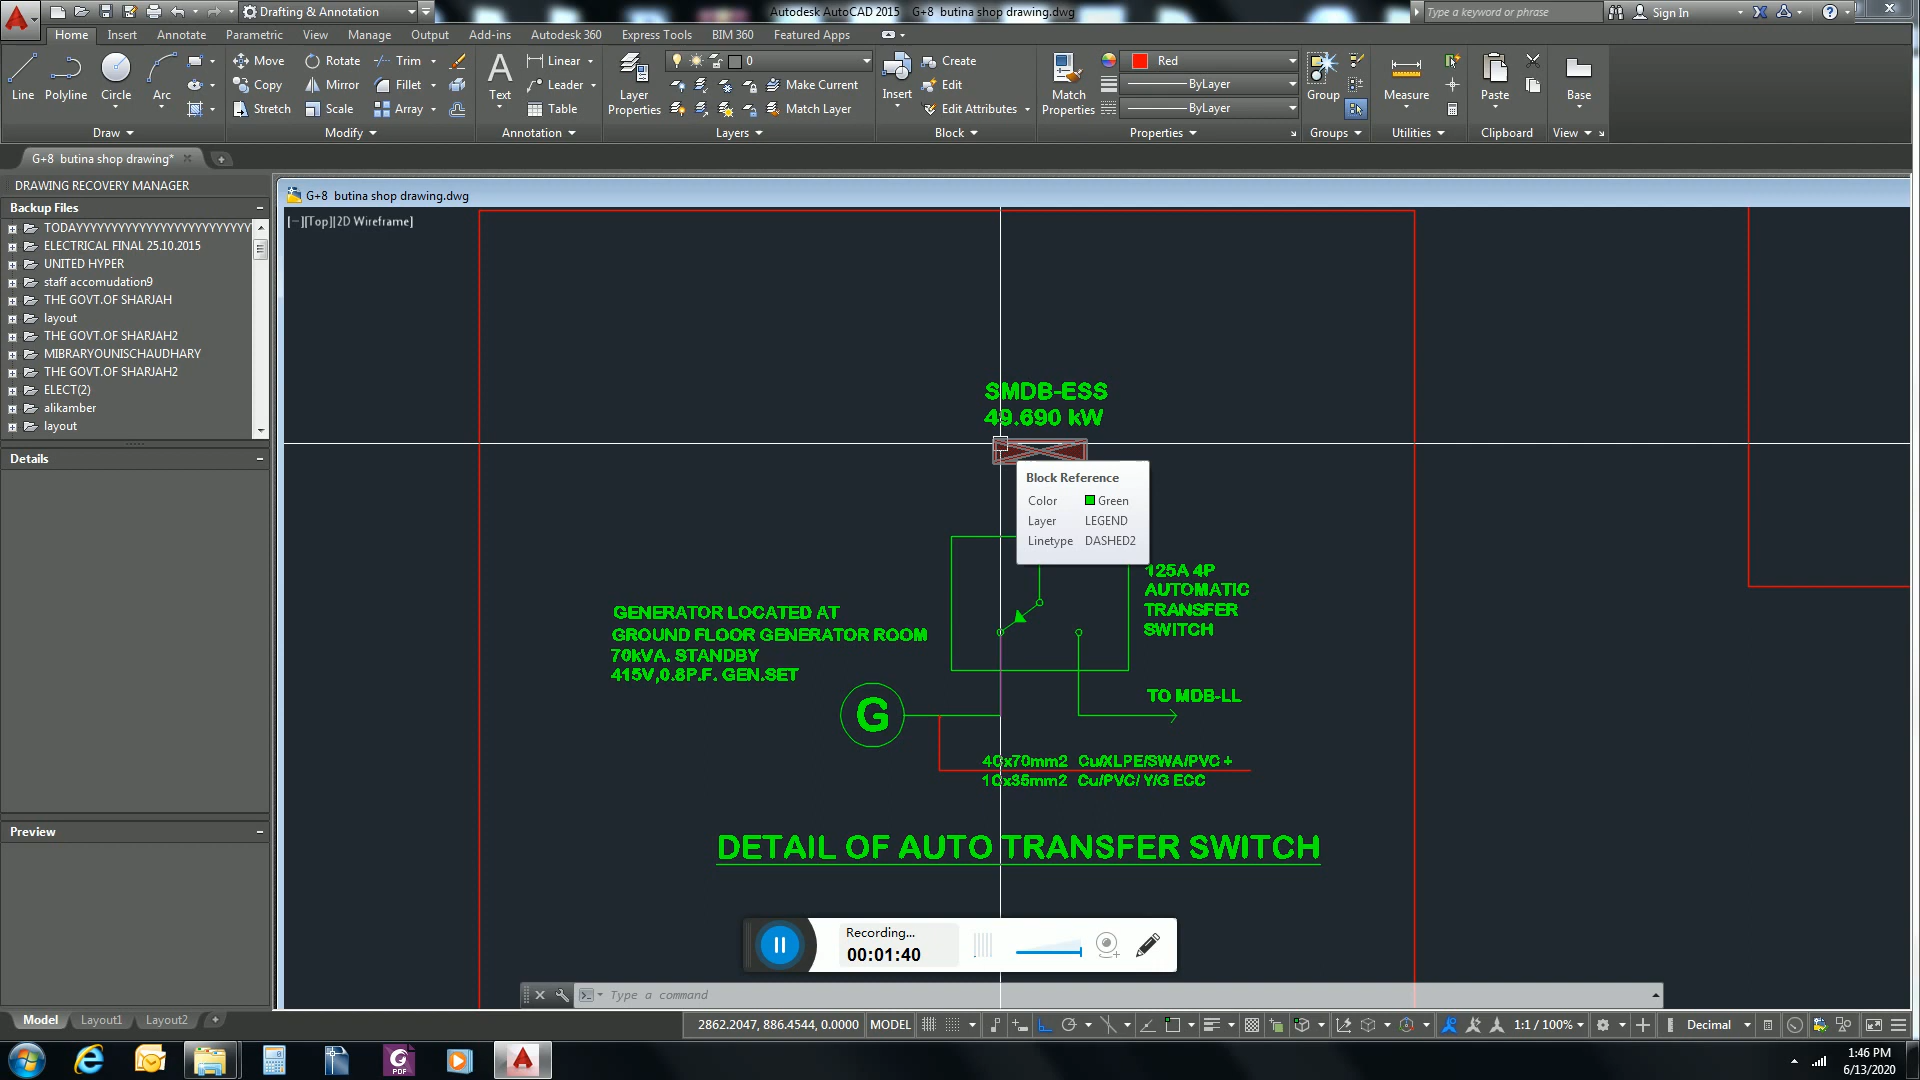 Drafting & Annotation
Autodesk AutoCAD 2015 G+8 butina shop drawing.dwg
Type a keyword or phrase
Sign In
Home Insert Annotate Parametric View Manage Output Add-ins Autodesk 360 Express Tools BIM 360 Featured Apps
Line Polyline Circle Arc
Move Rotate Trim
Copy Mirror Fillet
Stretch Scale Array
Text
Linear
Leader
Table
Layer Properties
0
Make Current
Match Layer
Insert
Create
Edit
Edit Attributes
Match Properties
Red
ByLayer
ByLayer
Group Measure Paste Base
Draw Modify Annotation Layers Block Properties Groups Utilities Clipboard View
G+8 butina shop drawing*
DRAWING RECOVERY MANAGER
Backup Files
TODAYYYYYYYYYYYYYYYYYYYYYYYYY
ELECTRICAL FINAL 25.10.2015
UNITED HYPER
staff accomudation9
THE GOVT.OF SHARJAH
layout
THE GOVT.OF SHARJAH2
MIBRARYOUNISCHAUDHARY
THE GOVT.OF SHARJAH2
ELECT(2)
alikamber
layout
Details
Preview
G+8 butina shop drawing.dwg
[−][Top][2D Wireframe]
SMDB-ESS
49.690 kW
Block Reference
Color Green
Layer LEGEND
Linetype DASHED2
125A 4P
AUTOMATIC
TRANSFER
SWITCH
GENERATOR LOCATED AT
GROUND FLOOR GENERATOR ROOM
70kVA. STANDBY
415V,0.8P.F. GEN.SET
G
TO MDB-LL
4Cx70mm2 Cu/XLPE/SWA/PVC +
1Cx35mm2 Cu/PVC/ Y/G ECC
DETAIL OF AUTO TRANSFER SWITCH
Recording...
00:01:40
Type a command
Model Layout1 Layout2
2862.2047, 886.4544, 0.0000 MODEL
1:1 / 100%
Decimal
PDF
1:46 PM
6/13/2020